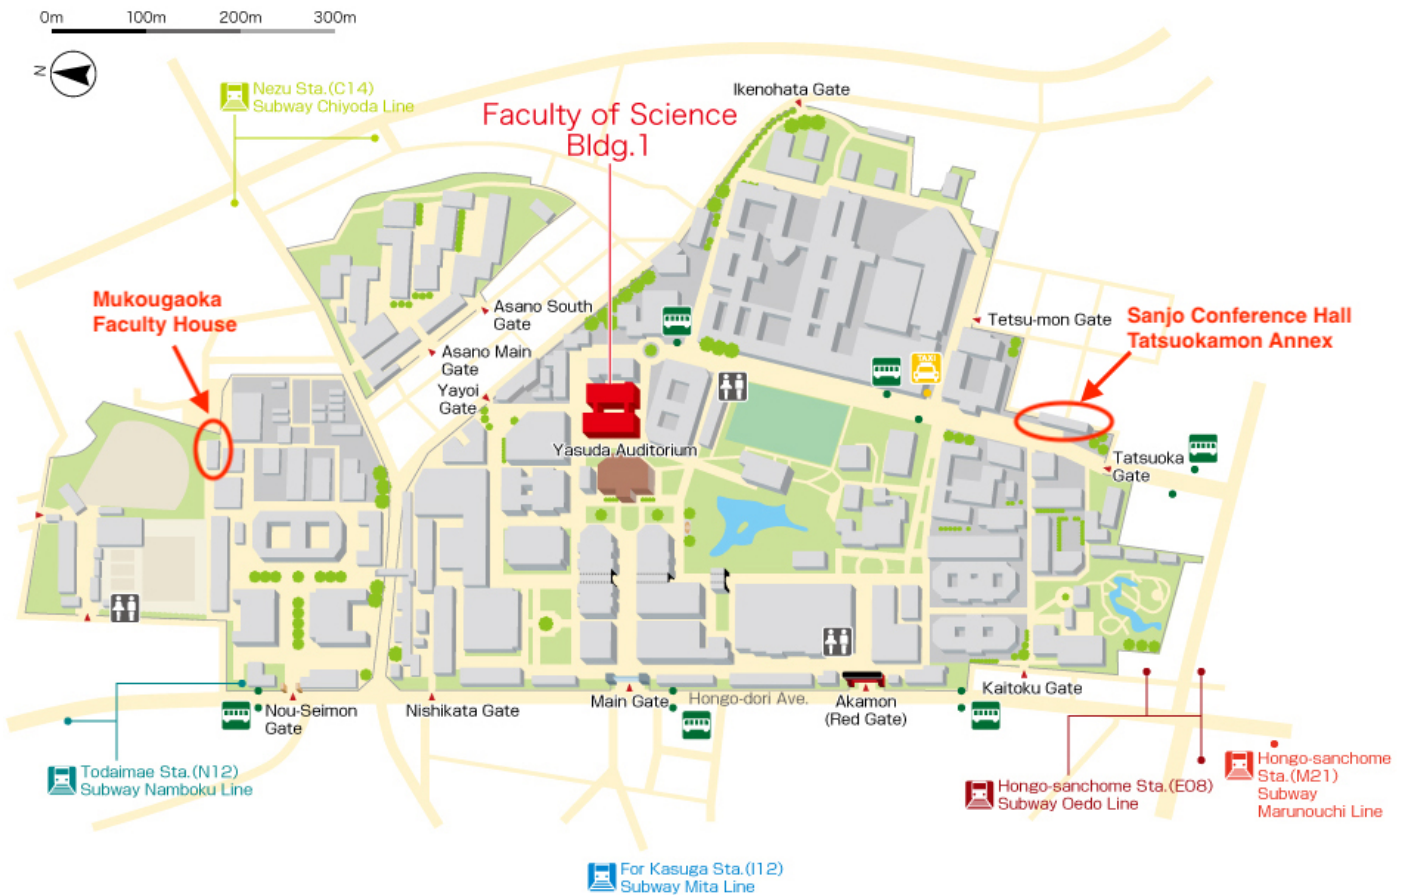 0m 100m 200m 300m
N
Nezu Sta.(C14)
Subway Chiyoda Line
Ikenohata Gate
Faculty of Science
Bldg.1
Mukougaoka
Faculty House
Asano South
Gate
Asano Main
Gate
Yayoi
Gate
Tetsu-mon Gate
Sanjo Conference Hall
Tatsuokamon Annex
TAXI
Yasuda Auditorium
Tatsuoka
Gate
Nou-Seimon
Gate
Nishikata Gate
Main Gate
Hongo-dori Ave.
Akamon
(Red Gate)
Kaitoku Gate
Todaimae Sta.(N12)
Subway Namboku Line
Hongo-sanchome Sta.(E08)
Subway Oedo Line
Hongo-sanchome
Sta.(M21)
Subway
Marunouchi Line
For Kasuga Sta.(I12)
Subway Mita Line